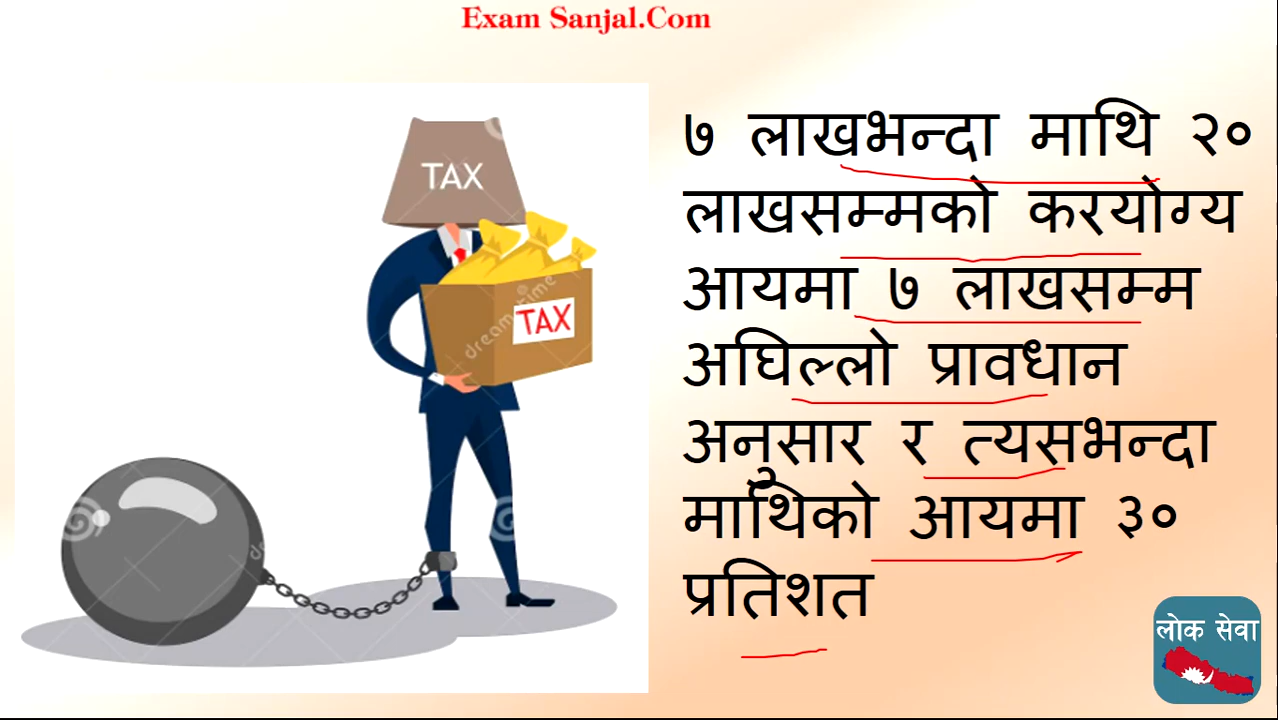 Exam Sanjal.Com
७ लाखभन्दा माथि २०
लाखसम्मको करयोग्य
आयमा ७ लाखसम्म
अघिल्लो प्रावधान
अनुसार र त्यसभन्दा
माथिको आयमा ३०
प्रतिशत
TAX
TAX
dreamstime
लोक सेवा